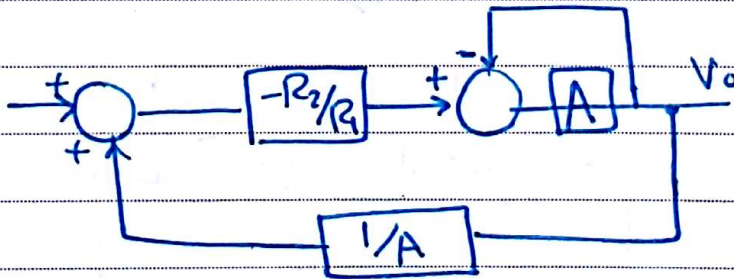 -
+ + Vo
-R2/R1 A
+
1/A